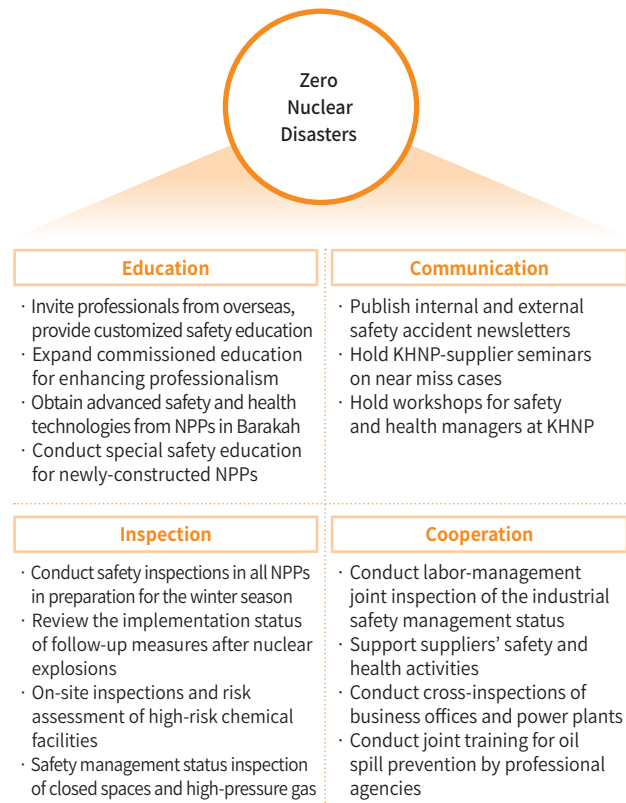 Zero
Nuclear
Disasters
Education
· Invite professionals from overseas,
provide customized safety education
· Expand commissioned education
for enhancing professionalism
· Obtain advanced safety and health
technologies from NPPs in Barakah
· Conduct special safety education
for newly-constructed NPPs
Communication
· Publish internal and external
safety accident newsletters
· Hold KHNP-supplier seminars
on near miss cases
· Hold workshops for safety
and health managers at KHNP
Inspection
· Conduct safety inspections in all NPPs
in preparation for the winter season
· Review the implementation status
of follow-up measures after nuclear
explosions
· On-site inspections and risk
assessment of high-risk chemical
facilities
· Safety management status inspection
of closed spaces and high-pressure gas
Cooperation
· Conduct labor-management
joint inspection of the industrial
safety management status
· Support suppliers’ safety and
health activities
· Conduct cross-inspections of
business offices and power plants
· Conduct joint training for oil
spill prevention by professional
agencies